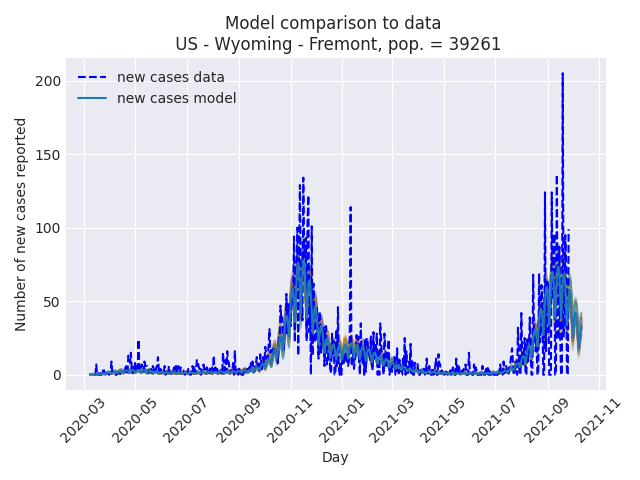 Model comparison to data
US - Wyoming - Fremont, pop. = 39261
new cases data
new cases model
Number of new cases reported
200
150
100
50
0
2020-03
2020-05
2020-07
2020-09
2020-11
2021-01
2021-03
2021-05
2021-07
2021-09
2021-11
Day